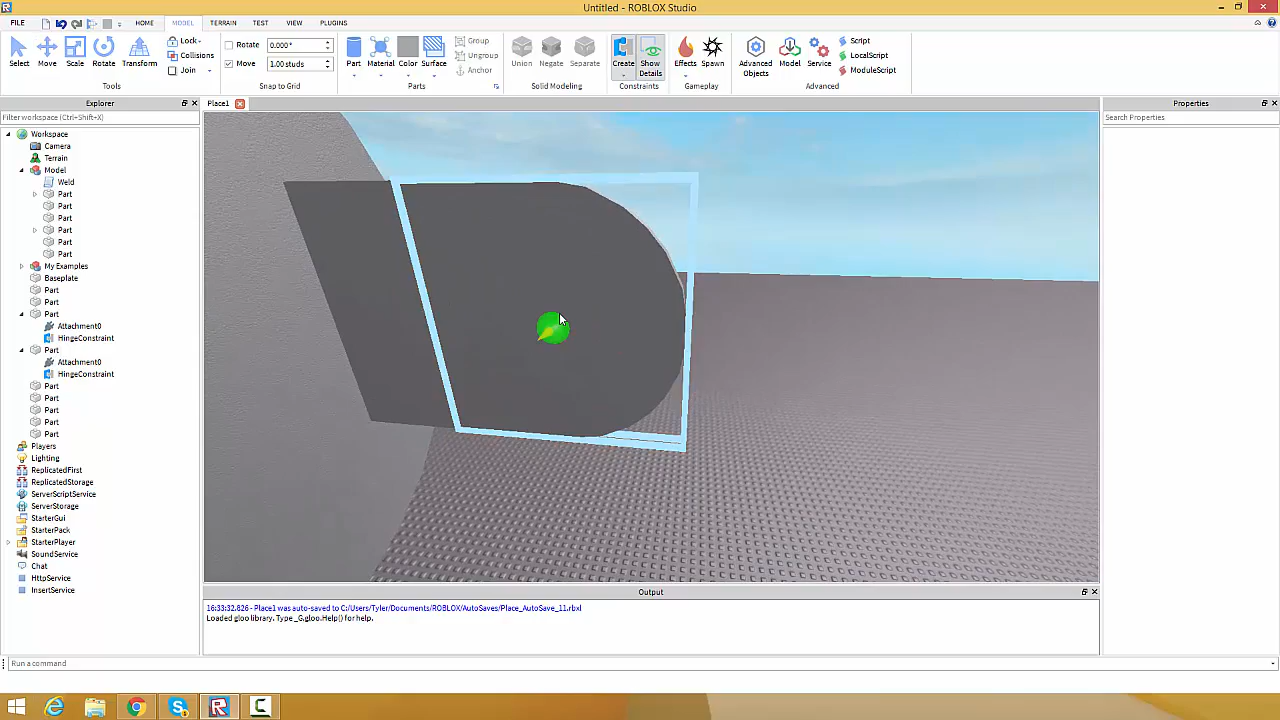 Untitled - ROBLOX Studio
FILE HOME MODEL TERRAIN TEST VIEW PLUGINS
Select Move Scale Rotate Transform
Lock
Collisions
Join
Tools
Rotate 0.000°
Move 1.00 studs
Snap to Grid
Part Material Color Surface
Group
Ungroup
Anchor
Parts
Union Negate Separate
Solid Modeling
Create Show Details
Constraints
Effects Spawn
Gameplay
Advanced Objects Model Service
Script
LocalScript
ModuleScript
Advanced
Explorer
Filter workspace (Ctrl+Shift+X)
Workspace
Camera
Terrain
Model
Weld
Part
Part
Part
Part
Part
Part
My Examples
Baseplate
Part
Part
Part
Attachment0
HingeConstraint
Part
Attachment0
HingeConstraint
Part
Part
Part
Part
Part
Players
Lighting
ReplicatedFirst
ReplicatedStorage
ServerScriptService
ServerStorage
StarterGui
StarterPack
StarterPlayer
SoundService
Chat
HttpService
InsertService
Place1
Properties
Search Properties
Output
16:33:32.826 - Place1 was auto-saved to C:/Users/Tyler/Documents/ROBLOX/AutoSaves/Place_AutoSave_11.rbxl
Loaded gloo library. Type _G.gloo.Help() for help.
Run a command